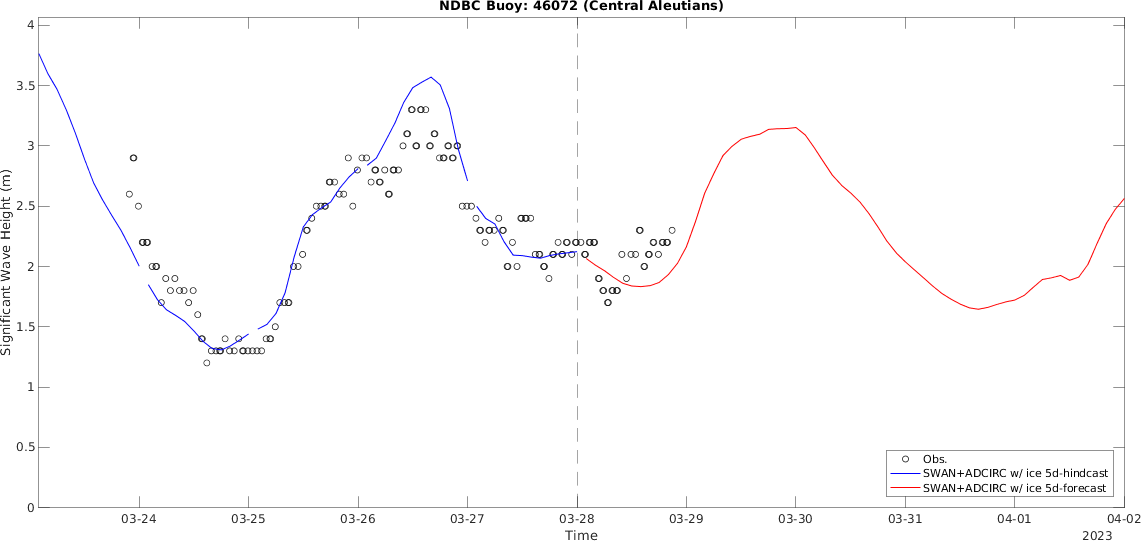 NDBC Buoy: 46072 (Central Aleutians)
4
3.5
3
2.5
2
1.5
1
0.5
0
Significant Wave Height (m)
Obs.
SWAN+ADCIRC w/ ice 5d-hindcast
SWAN+ADCIRC w/ ice 5d-forecast
03-24 03-25 03-26 03-27 03-28 03-29 03-30 03-31 04-01 04-02
Time
2023